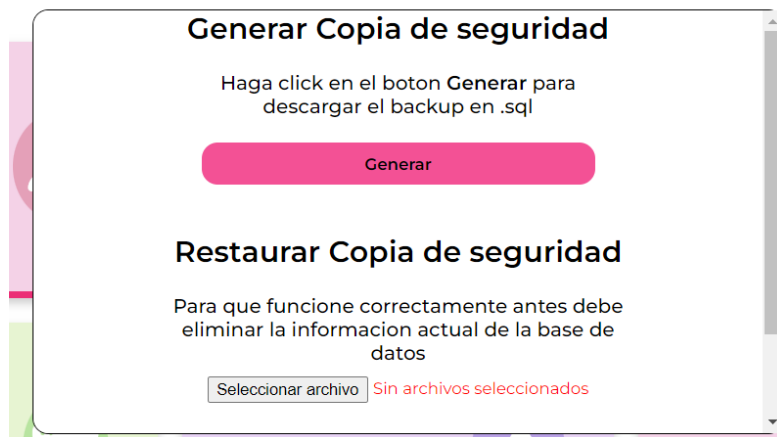 Generar Copia de seguridad
Haga click en el boton Generar para
descargar el backup en .sql
Generar
Restaurar Copia de seguridad
Para que funcione correctamente antes debe
eliminar la informacion actual de la base de
datos
Seleccionar archivo Sin archivos seleccionados